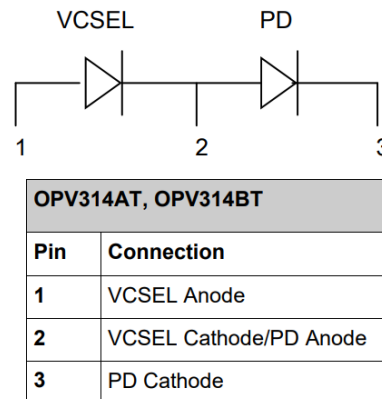 VCSEL PD
1 2 3
OPV314AT, OPV314BT
Pin Connection
1 VCSEL Anode
2 VCSEL Cathode/PD Anode
3 PD Cathode